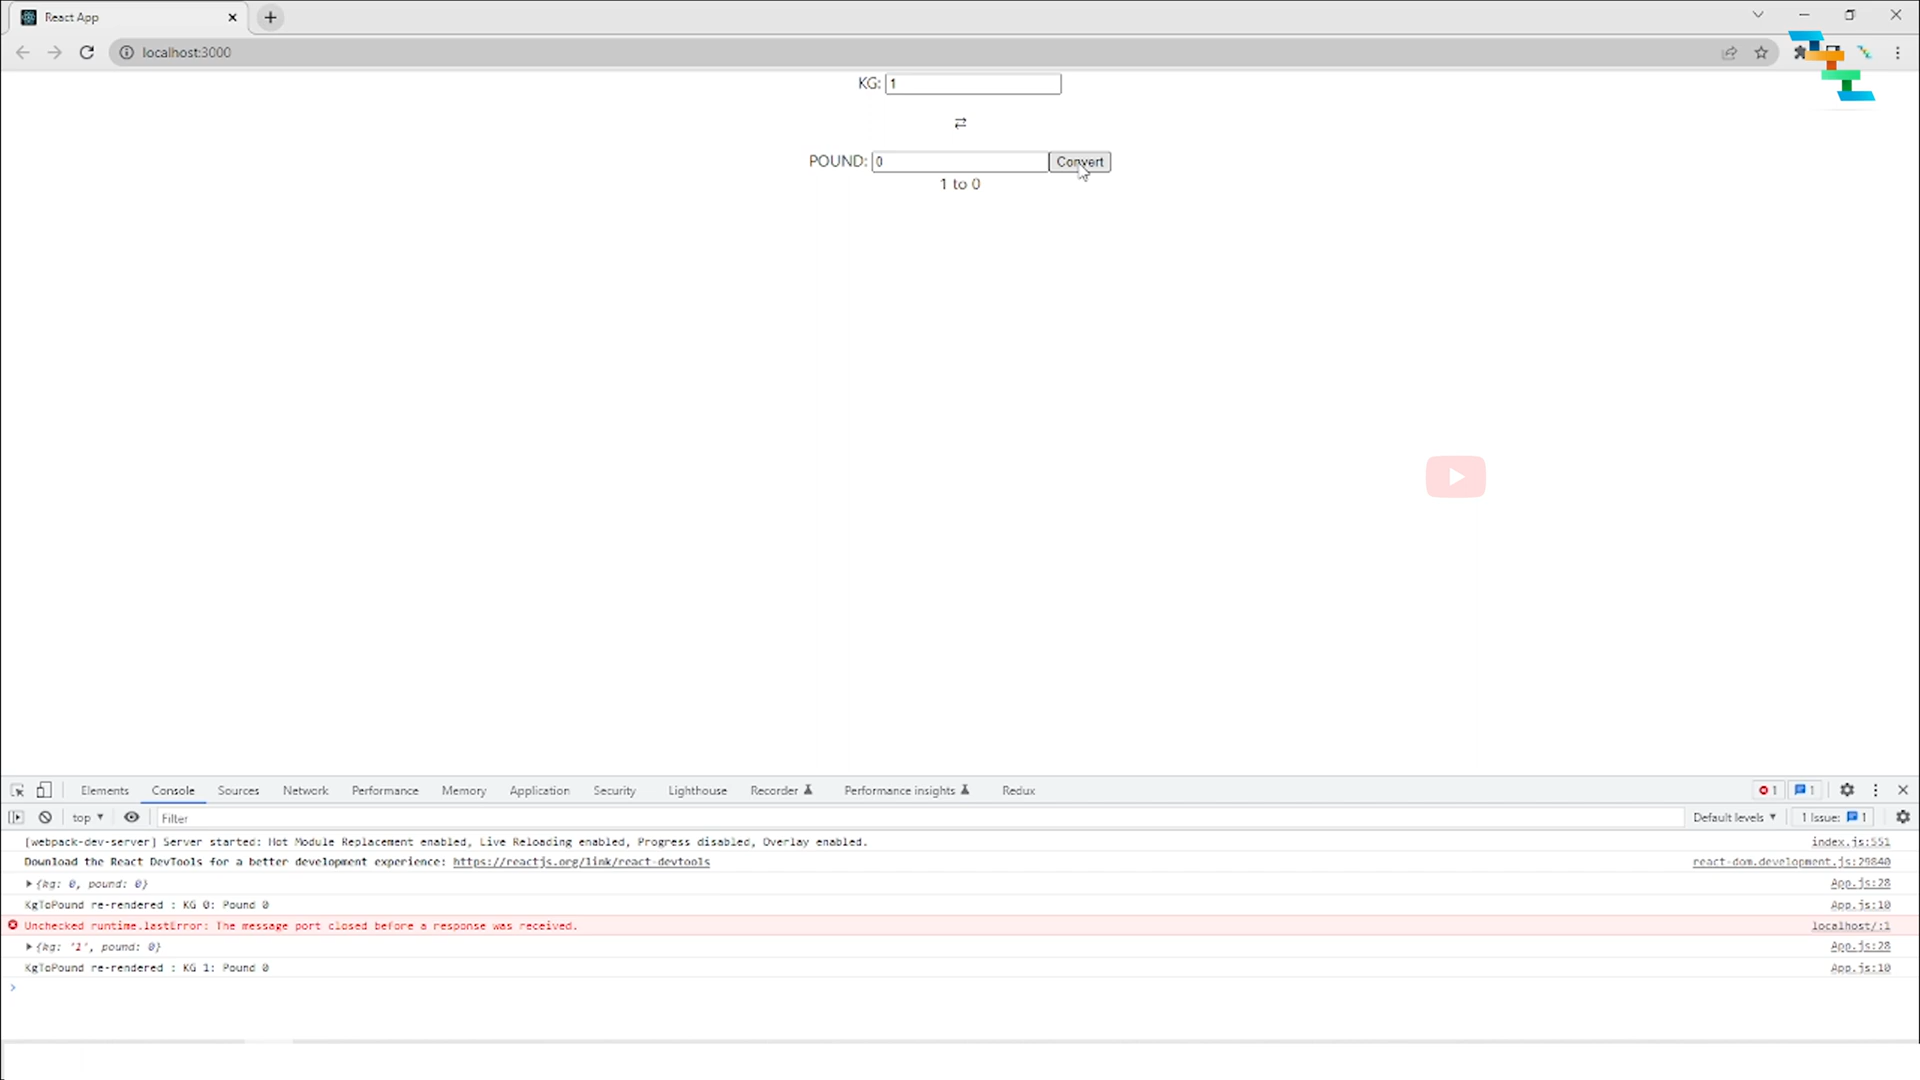 React App
localhost:3000
KG: 1
⇄
POUND: 0 Convert
1 to 0
Elements Console Sources Network Performance Memory Application Security Lighthouse Recorder Performance insights Redux 1 1
top Filter Default levels 1 Issue: 1
[webpack-dev-server] Server started: Hot Module Replacement enabled, Live Reloading enabled, Progress disabled, Overlay enabled. index.js:551
Download the React DevTools for a better development experience: https://reactjs.org/link/react-devtools react-dom.development.js:29840
{kg: 0, pound: 0} App.js:28
KgToPound re-rendered : KG 0: Pound 0 App.js:10
Unchecked runtime.lastError: The message port closed before a response was received. localhost/:1
{kg: '1', pound: 0} App.js:28
KgToPound re-rendered : KG 1: Pound 0 App.js:10